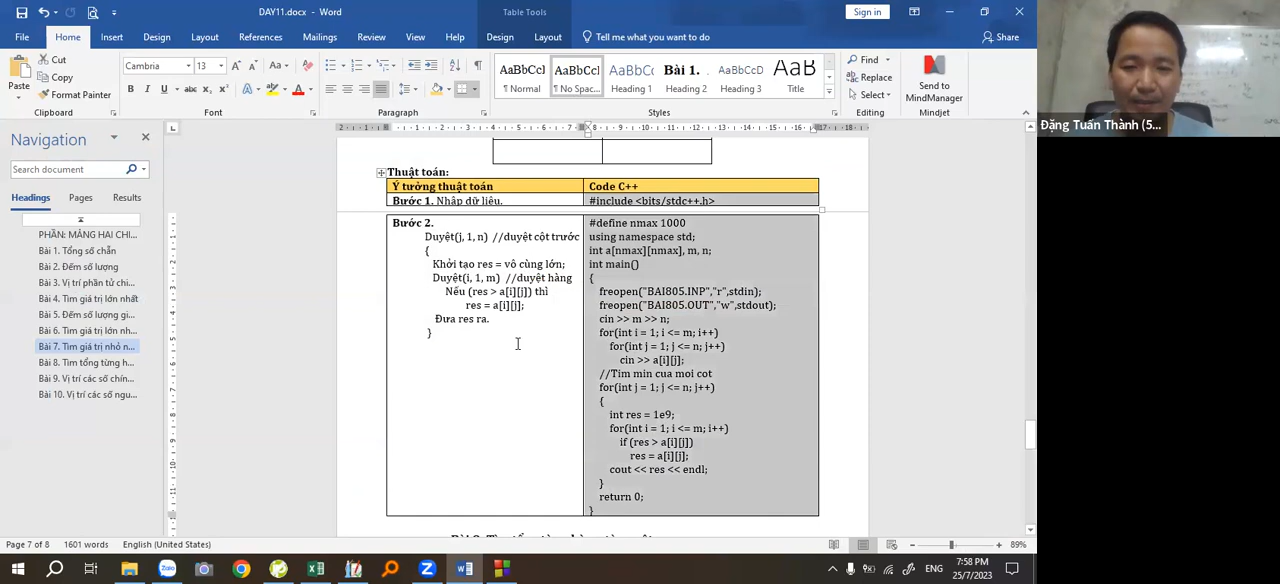 DAY11.docx - Word
Table Tools
Sign in
File Home Insert Design Layout References Mailings Review View Help Design Layout Tell me what you want to do Share
Paste
Cut
Copy
Format Painter
Clipboard
Cambria 13
Font
Paragraph
AaBbCcI AaBbCcI AaBbC( Bài 1. AaBbCcD AaB
¶ Normal ¶ No Spac... Heading 1 Heading 2 Heading 3 Title
Styles
Find
Replace
Select
Editing
Send to
MindManager
Mindjet
Đặng Tuấn Thành (5...
Navigation
Search document
Headings Pages Results
PHẦN: MẢNG HAI CHI...
Bài 1. Tổng số chẵn
Bài 2. Đếm số lượng
Bài 3. Vị trí phần tử chi...
Bài 4. Tìm giá trị lớn nhất
Bài 5. Đếm số lượng gi...
Bài 6. Tìm giá trị lớn nh...
Bài 7. Tìm giá trị nhỏ n...
Bài 8. Tìm tổng từng h...
Bài 9. Vị trí các số chín...
Bài 10. Vị trí các số ngu...
Thuật toán:
Ý tưởng thuật toán
Code C++
Bước 1. Nhập dữ liệu.
#include <bits/stdc++.h>
Bước 2.
Duyệt(j, 1, n) //duyệt cột trước
{
Khởi tạo res = vô cùng lớn;
Duyệt(i, 1, m) //duyệt hàng
Nếu (res > a[i][j]) thì
res = a[i][j];
Đưa res ra.
}
#define nmax 1000
using namespace std;
int a[nmax][nmax], m, n;
int main()
{
freopen("BAI805.INP","r",stdin);
freopen("BAI805.OUT","w",stdout);
cin >> m >> n;
for(int i = 1; i <= m; i++)
for(int j = 1; j <= n; j++)
cin >> a[i][j];
//Tim min cua moi cot
for(int j = 1; j <= n; j++)
{
int res = 1e9;
for(int i = 1; i <= m; i++)
if (res > a[i][j])
res = a[i][j];
cout << res << endl;
}
return 0;
}
Page 7 of 8 1601 words English (United States)
89%
ENG
7:58 PM
25/7/2023